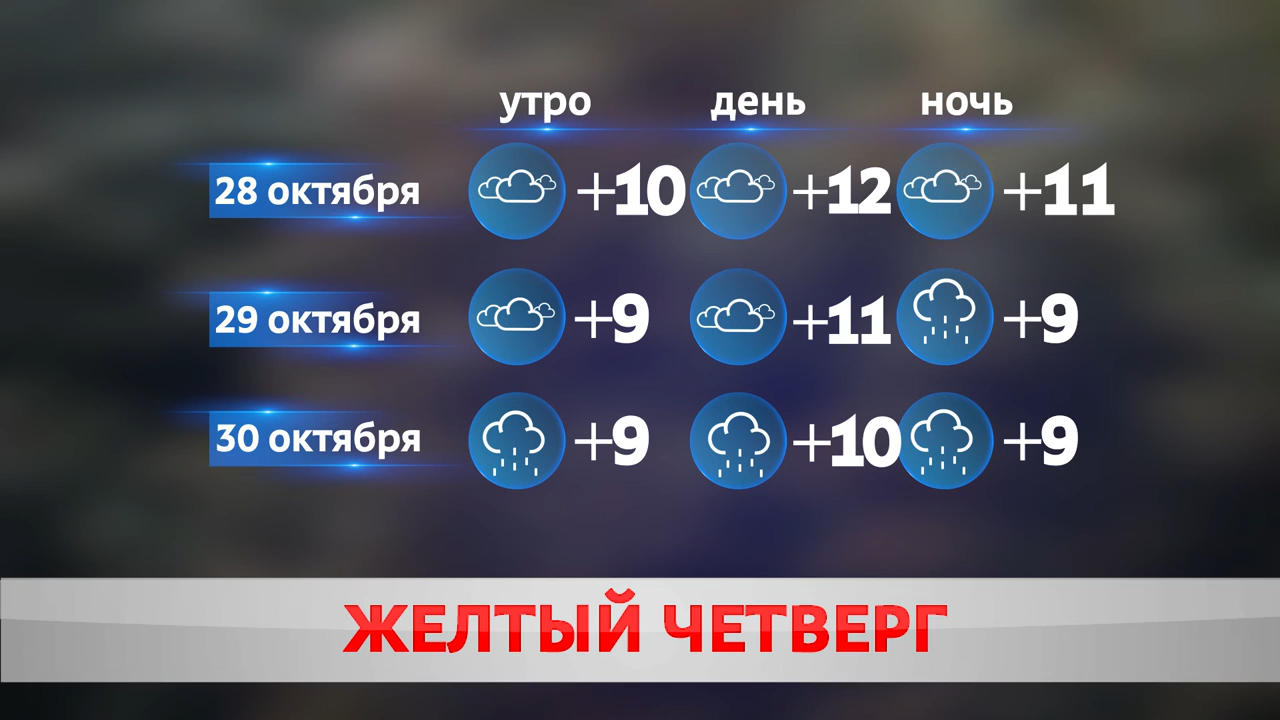 утро день ночь
28 октября +10 +12 +11
29 октября +9 +11 +9
30 октября +9 +10 +9
ЖЕЛТЫЙ ЧЕТВЕРГ